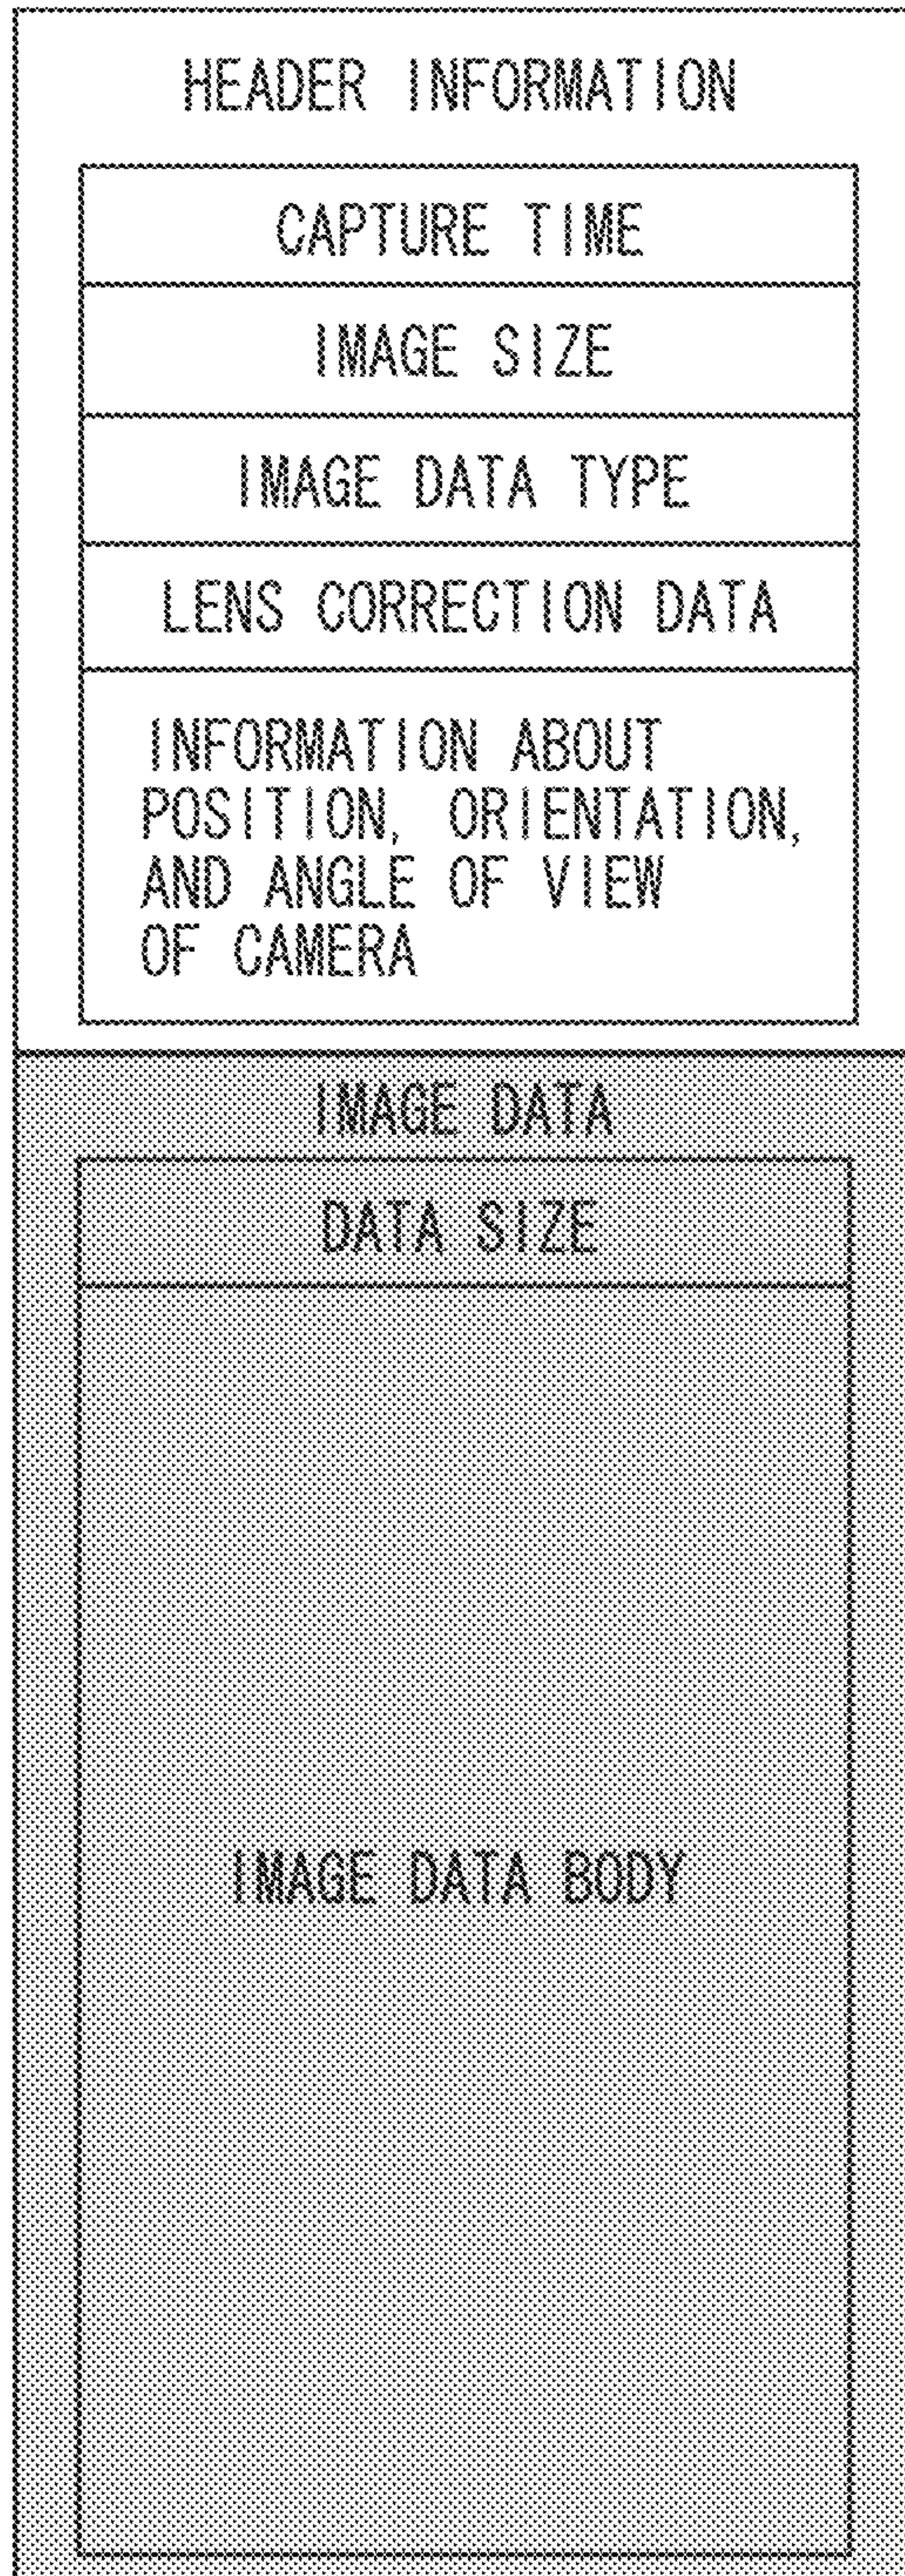 HEADER INFORMATION
CAPTURE TIME
IMAGE SIZE
IMAGE DATA TYPE
LENS CORRECTION DATA
INFORMATION ABOUT
POSITION, ORIENTATION,
AND ANGLE OF VIEW
OF CAMERA
IMAGE DATA
DATA SIZE
IMAGE DATA BODY